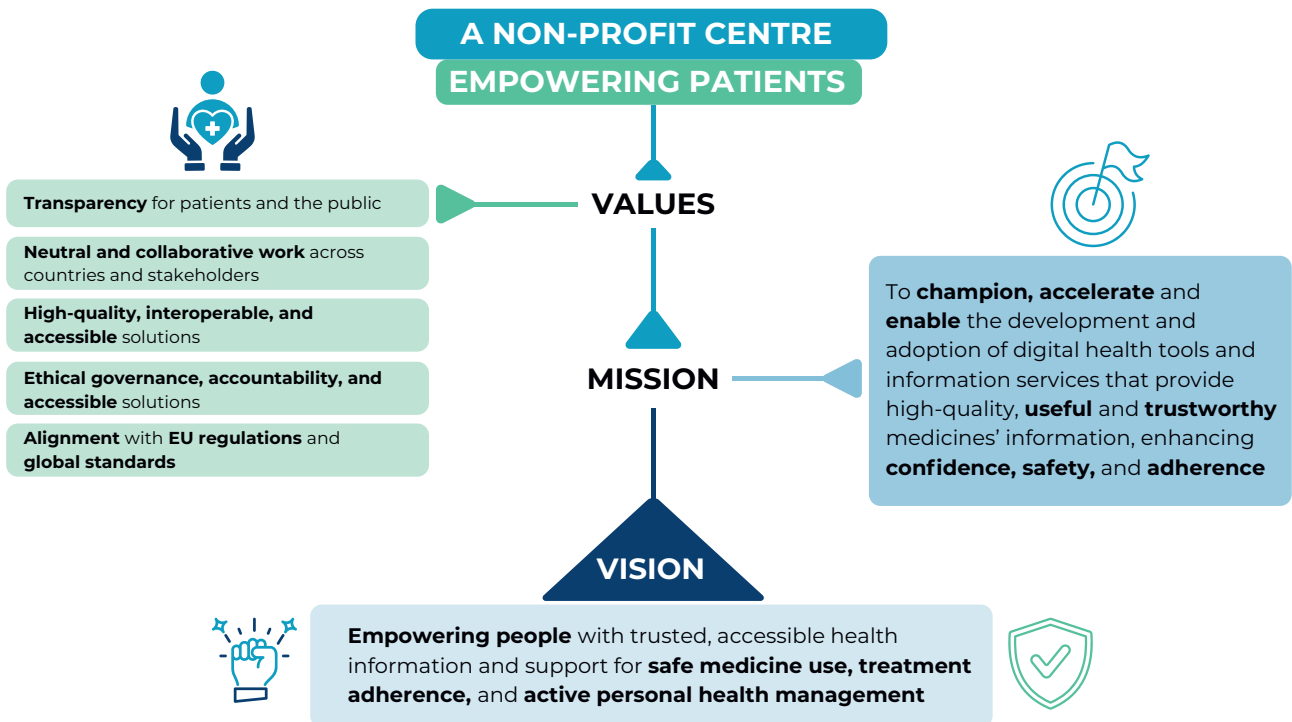 A NON-PROFIT CENTRE
EMPOWERING PATIENTS
VALUES
Transparency for patients and the public
Neutral and collaborative work across
countries and stakeholders
High-quality, interoperable, and
accessible solutions
Ethical governance, accountability, and
accessible solutions
Alignment with EU regulations and
global standards
MISSION
To champion, accelerate and
enable the development and
adoption of digital health tools and
information services that provide
high-quality, useful and trustworthy
medicines’ information, enhancing
confidence, safety, and adherence
VISION
Empowering people with trusted, accessible health
information and support for safe medicine use, treatment
adherence, and active personal health management